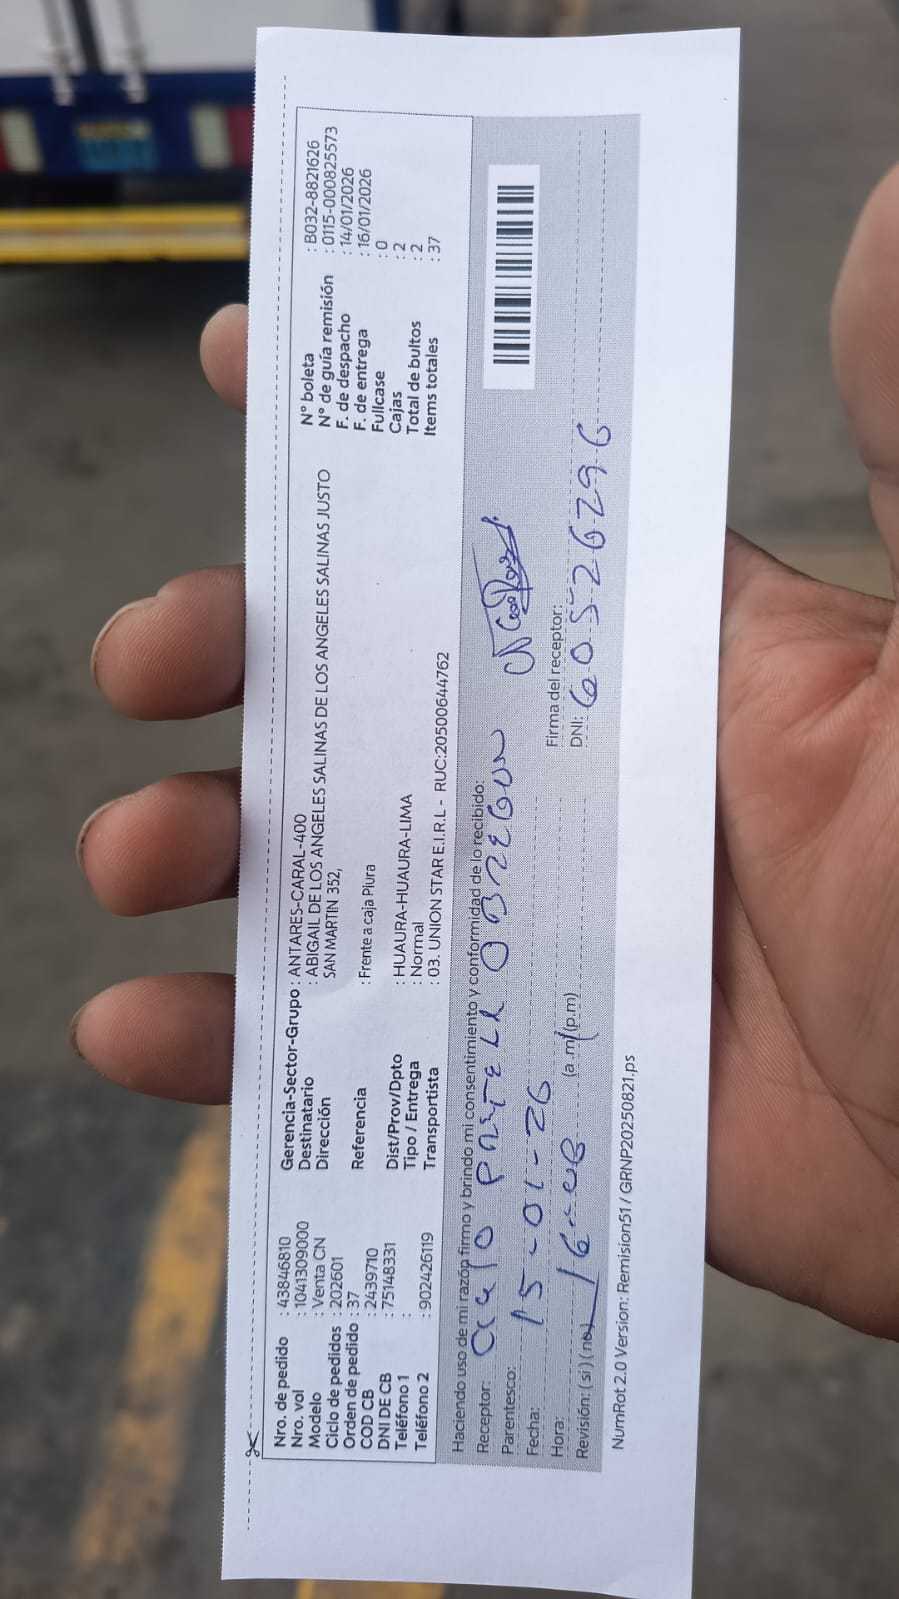 Nro. de pedido : 43846810
Nro. vol : 1041309000
Modelo : Venta CN
Ciclo de pedidos : 202601
Orden de pedido : 37
COD CB : 2439710
DNI DE CB : 75148331
Teléfono 1 :
Teléfono 2 : 902426119
Gerencia-Sector-Grupo : ANTARES-CARAL-400
Destinatario : ABIGAIL DE LOS ANGELES SALINAS DE LOS ANGELES SALINAS JUSTO
Dirección SAN MARTIN 352,
Referencia : Frente a caja Piura
Dist/Prov/Dpto : HUAURA-HUAURA-LIMA
Tipo / Entrega : Normal
Transportista : 03. UNION STAR E.I.R.L - RUC:20500644762
N° boleta : B032-8821626
N° de guía remisión : 0115-000825573
F. de despacho : 14/01/2026
F. de entrega : 16/01/2026
Fullcase : 0
Cajas : 2
Total de bultos : 2
Items totales : 37
Haciendo uso de mi razón firmo y brindo mi consentimiento y conformidad de lo recibido:
Receptor: OBREGON
Parentesco:
Fecha: 15-01-26
Hora: (a.m/(p.m)
Revisión: (si) (no)
Firma del receptor:
DNI: 60526296
NumRot 2.0 Version: Remision51 / GRNP20250821.ps